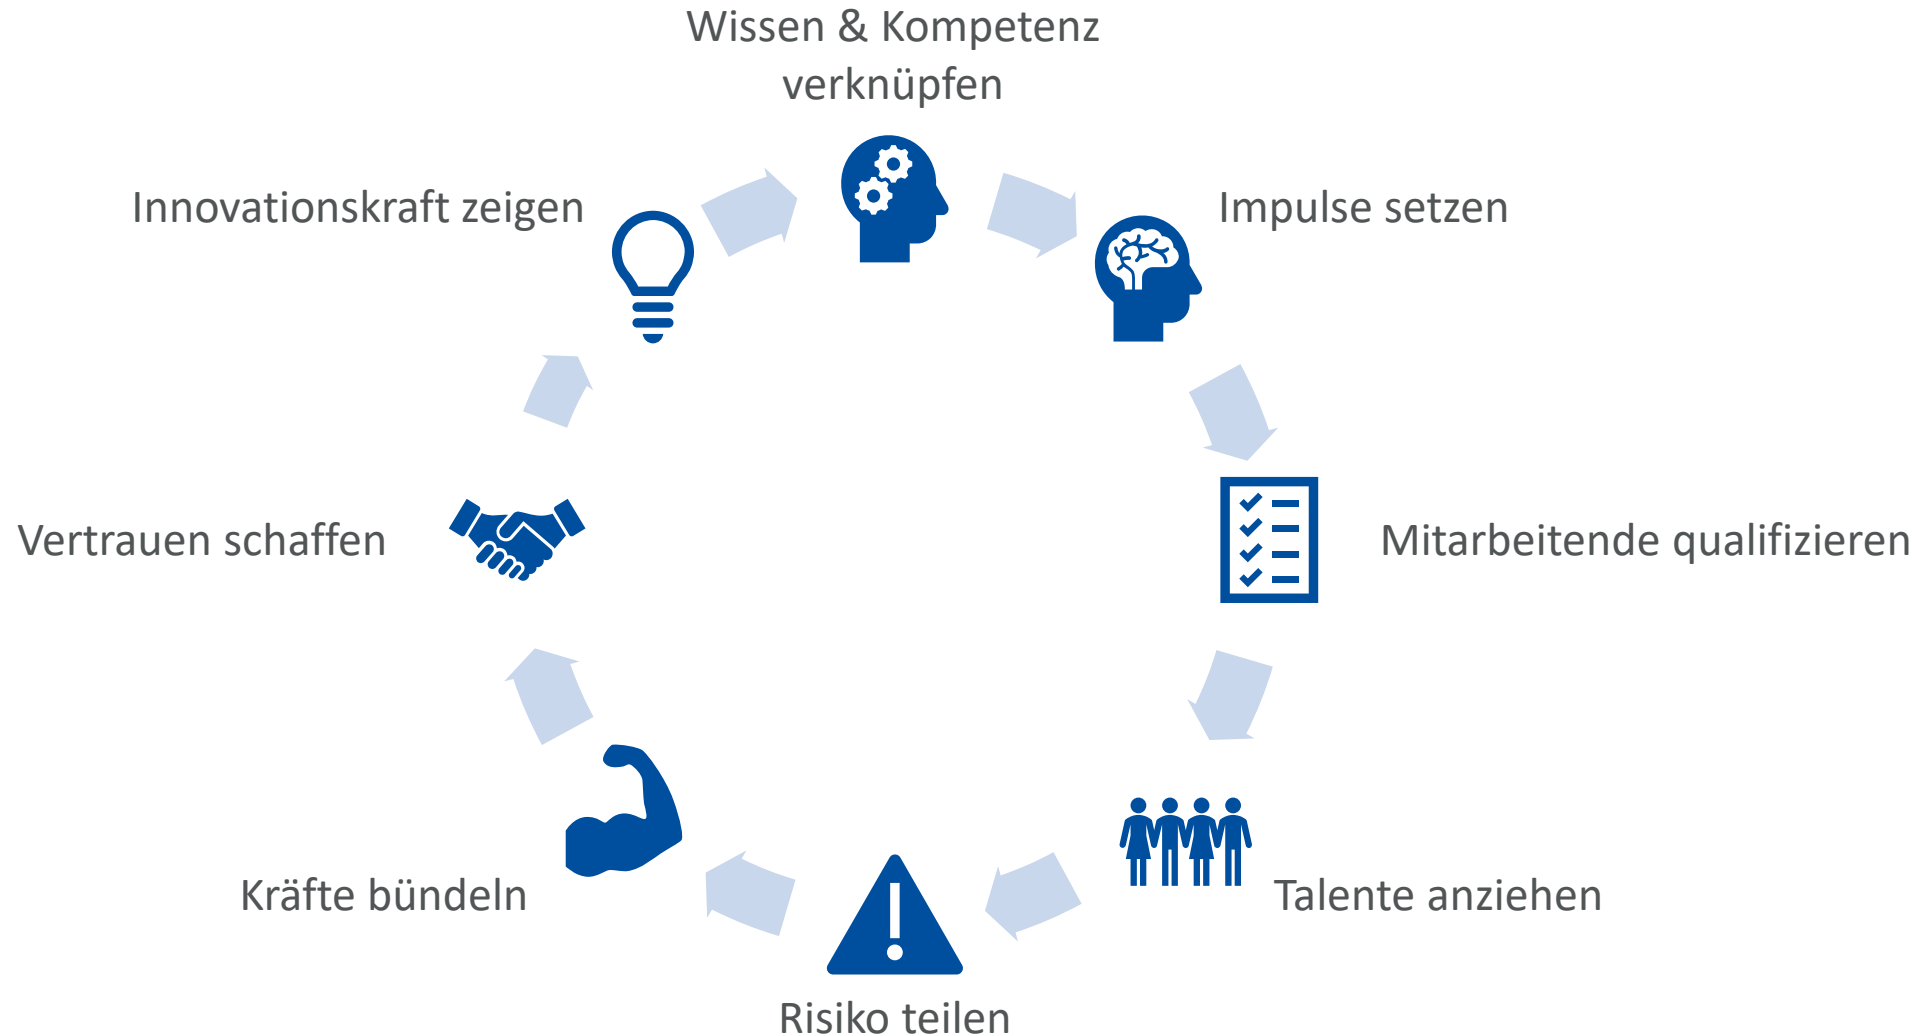 Wissen & Kompetenz
verknüpfen
Innovationskraft zeigen
Impulse setzen
Vertrauen schaffen
Mitarbeitende qualifizieren
Kräfte bündeln
Talente anziehen
Risiko teilen